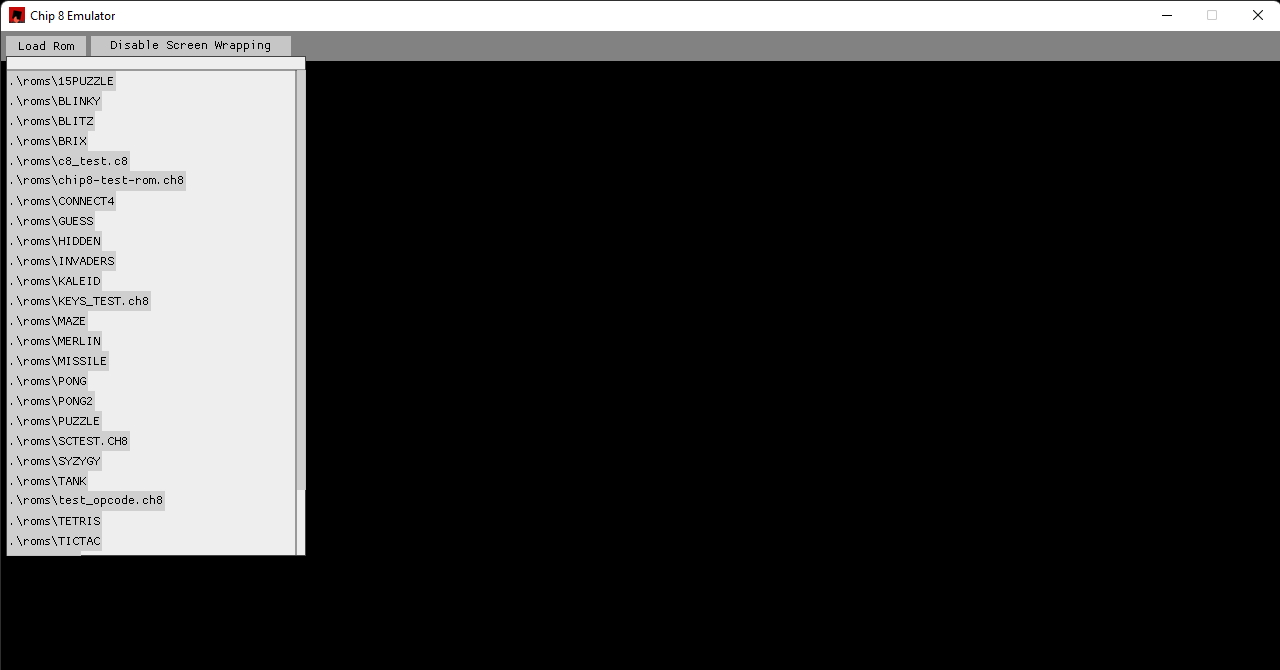 Chip 8 Emulator
Load Rom Disable Screen Wrapping
.\roms\15PUZZLE
.\roms\BLINKY
.\roms\BLITZ
.\roms\BRIX
.\roms\c8_test.c8
.\roms\chip8-test-rom.ch8
.\roms\CONNECT4
.\roms\GUESS
.\roms\HIDDEN
.\roms\INVADERS
.\roms\KALEID
.\roms\KEYS_TEST.ch8
.\roms\MAZE
.\roms\MERLIN
.\roms\MISSILE
.\roms\PONG
.\roms\PONG2
.\roms\PUZZLE
.\roms\SCTEST.CH8
.\roms\SYZYGY
.\roms\TANK
.\roms\test_opcode.ch8
.\roms\TETRIS
.\roms\TICTAC